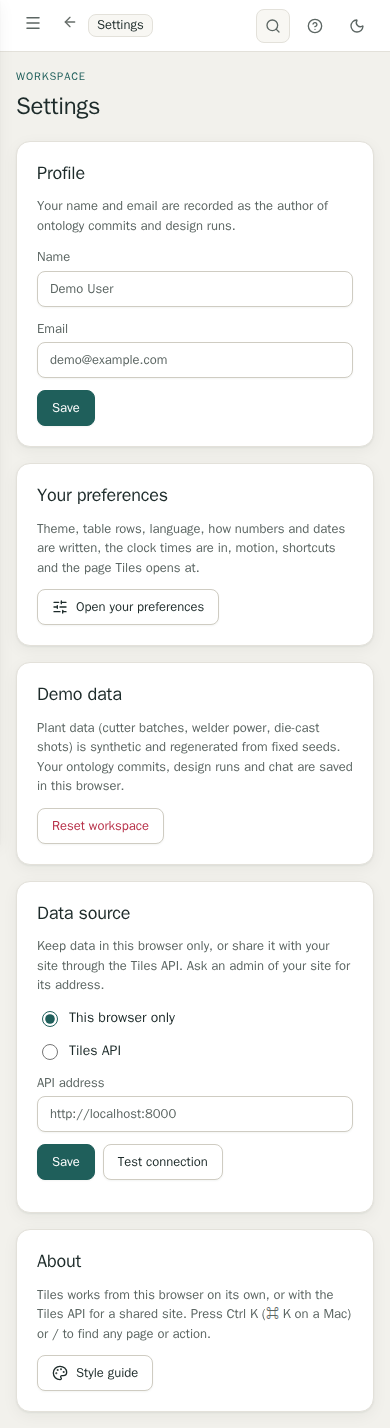 Settings
WORKSPACE
Settings
Profile
Your name and email are recorded as the author of
ontology commits and design runs.
Name
Demo User
Email
demo@example.com
Save
Your preferences
Theme, table rows, language, how numbers and dates
are written, the clock times are in, motion, shortcuts
and the page Tiles opens at.
Open your preferences
Demo data
Plant data (cutter batches, welder power, die-cast
shots) is synthetic and regenerated from fixed seeds.
Your ontology commits, design runs and chat are saved
in this browser.
Reset workspace
Data source
Keep data in this browser only, or share it with your
site through the Tiles API. Ask an admin of your site for
its address.
This browser only
Tiles API
API address
http://localhost:8000
Save
Test connection
About
Tiles works from this browser on its own, or with the
Tiles API for a shared site. Press Ctrl K (⌘ K on a Mac)
or / to find any page or action.
Style guide